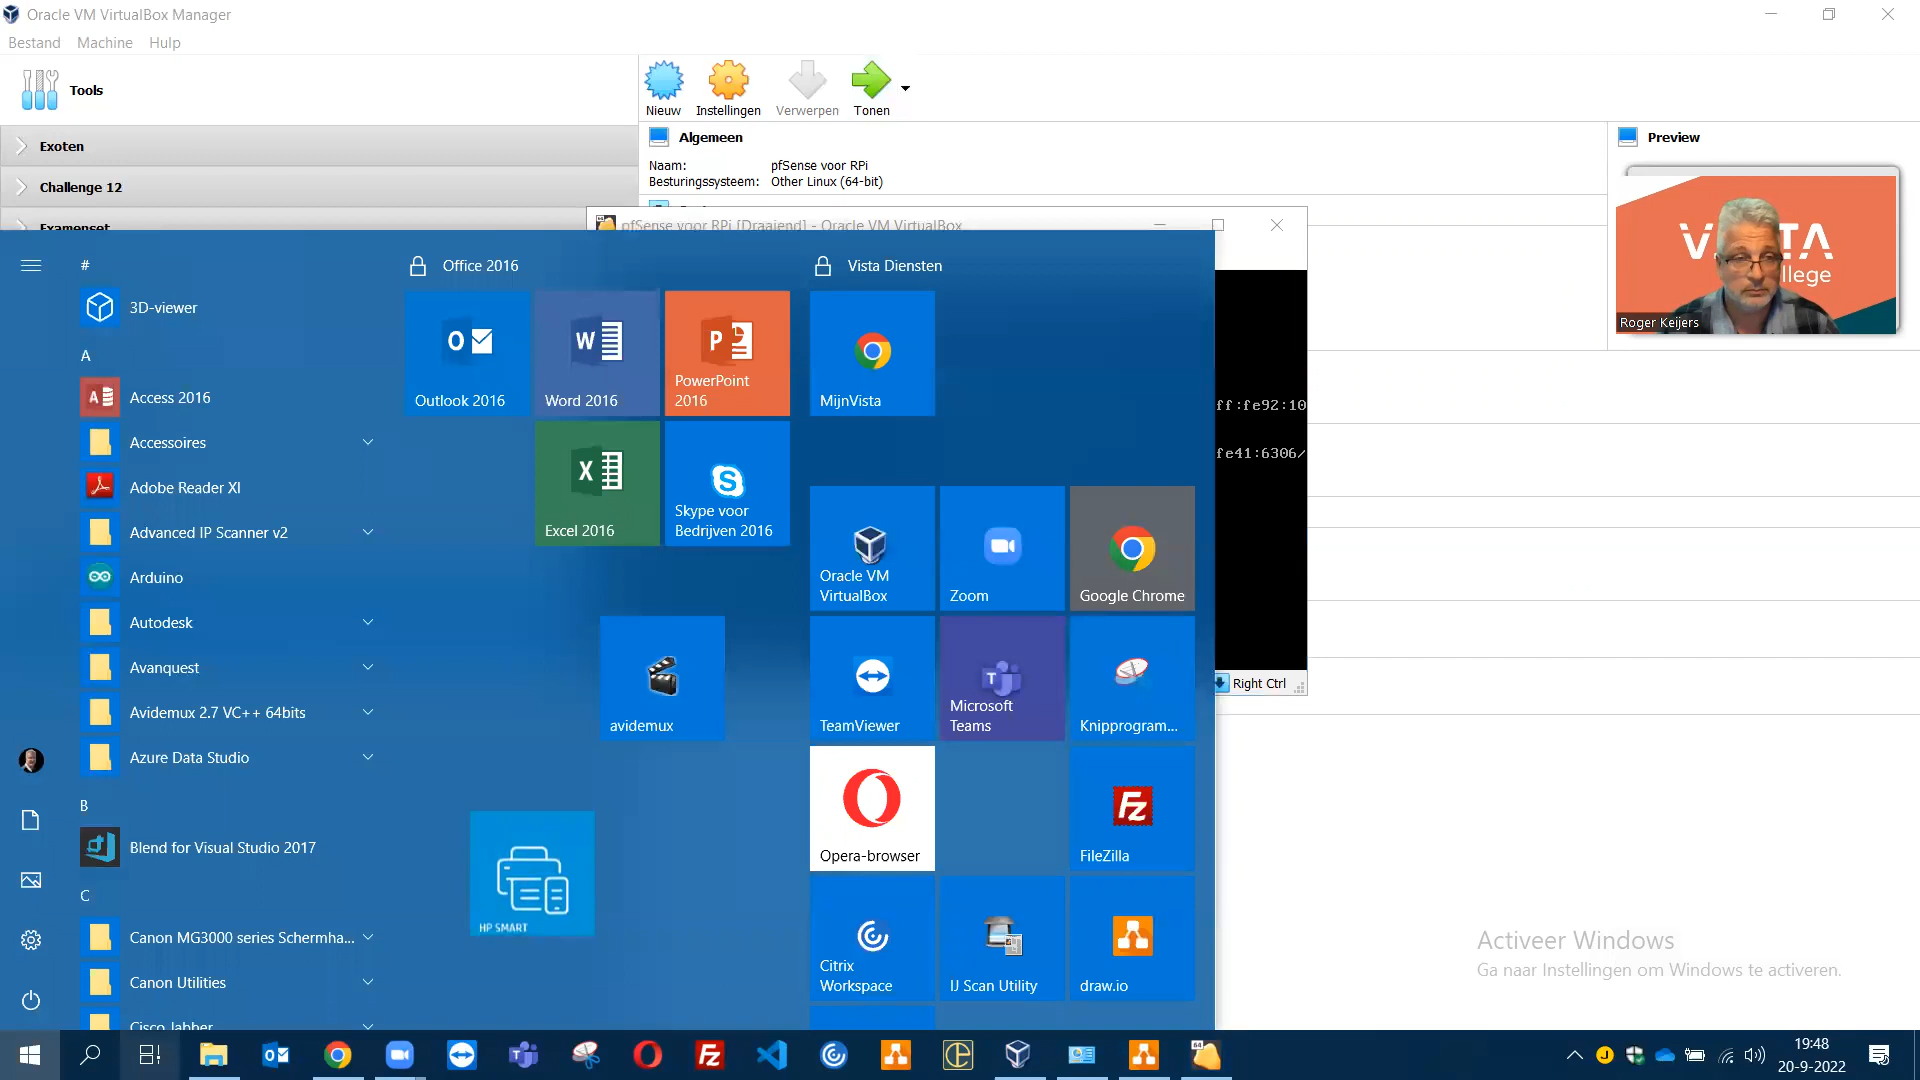 Oracle VM VirtualBox Manager
Bestand Machine Hulp
Tools
Nieuw Instellingen Verwerpen Tonen
Exoten
Challenge 12
Examenset
Algemeen
Naam: pfSense voor RPi
Besturingssysteem: Other Linux (64-bit)
Preview
VISTA
llege
Roger Keijers
pfSense voor RPi [Draaiend] - Oracle VM VirtualBox
ff:fe92:10
fe41:6306/
Right Ctrl
#
3D-viewer
A
Access 2016
Accessoires
Adobe Reader XI
Advanced IP Scanner v2
Arduino
Autodesk
Avanquest
Avidemux 2.7 VC++ 64bits
Azure Data Studio
B
Blend for Visual Studio 2017
C
Canon MG3000 series Schermha...
Canon Utilities
Cisco Jabber
Office 2016
Outlook 2016
Word 2016
PowerPoint
2016
Excel 2016
Skype voor
Bedrijven 2016
avidemux
HP SMART
Vista Diensten
MijnVista
Oracle VM
VirtualBox
Zoom
Google Chrome
TeamViewer
Microsoft
Teams
Knipprogram...
Opera-browser
FileZilla
Citrix
Workspace
IJ Scan Utility
draw.io
Activeer Windows
Ga naar Instellingen om Windows te activeren.
19:48
20-9-2022